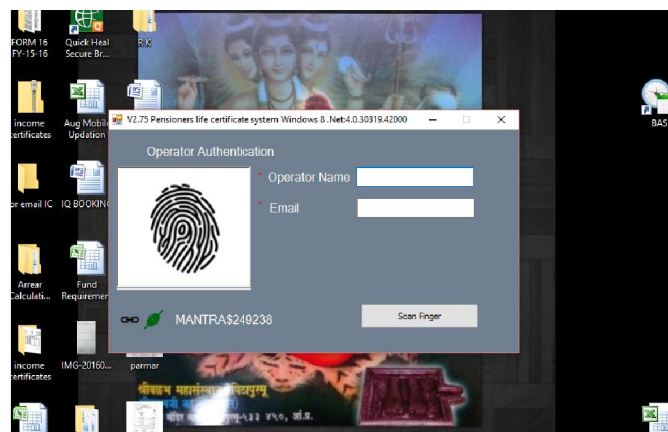 FORM 16
FY-15-16
Quick Heal
Secure Br...
R K
income
certificates
Aug Mobile
Updation
or email IC
IQ BOOKIN
Arrear
Calculati...
Fund
Requiremer
income
certificates
IMG-20160...
parmar
BAS
V2.75 Pensioners life certificate system Windows 8 .Net:4.0.30319.42000
Operator Authentication
* Operator Name
* Email
MANTRA$249238
Scan Finger